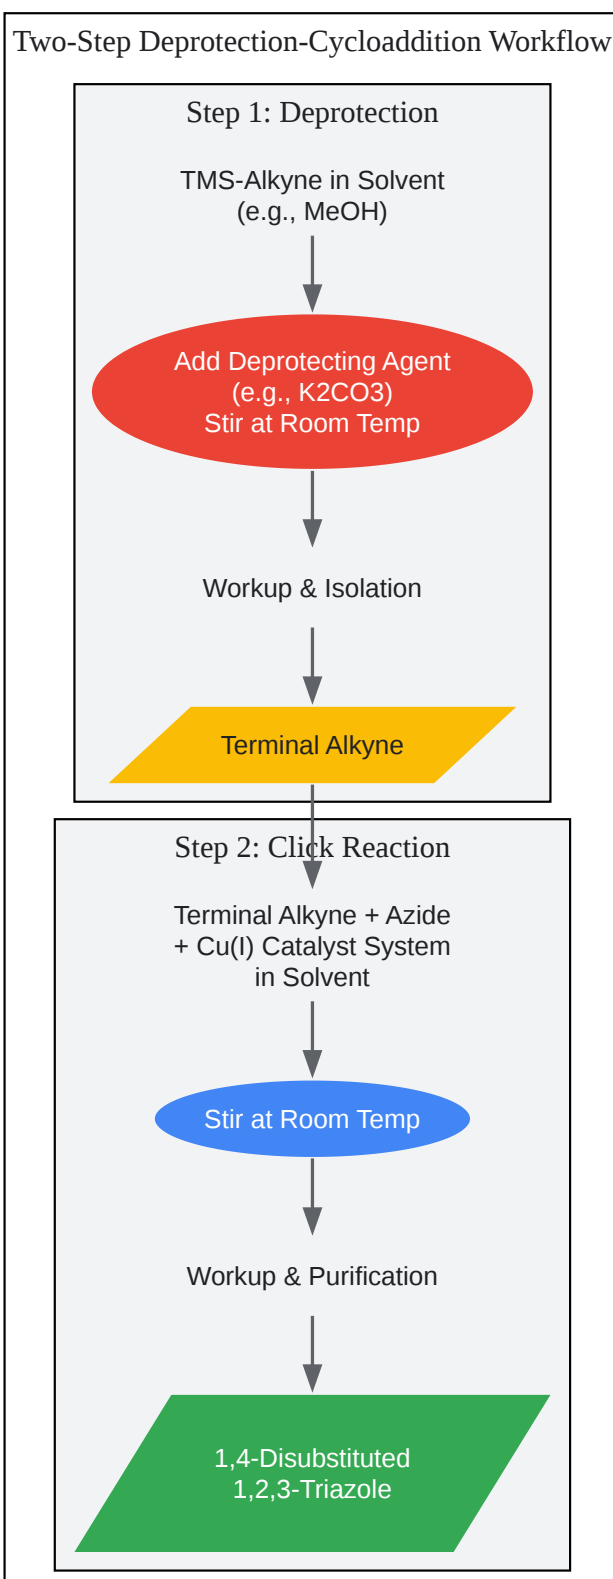 Two-Step Deprotection-Cycloaddition Workflow
Step 1: Deprotection
TMS-Alkyne in Solvent
(e.g., MeOH)
Add Deprotecting Agent
(e.g., K2CO3)
Stir at Room Temp
Workup & Isolation
Terminal Alkyne
Step 2: Click Reaction
Terminal Alkyne + Azide
+ Cu(I) Catalyst System
in Solvent
Stir at Room Temp
Workup & Purification
1,4-Disubstituted
1,2,3-Triazole